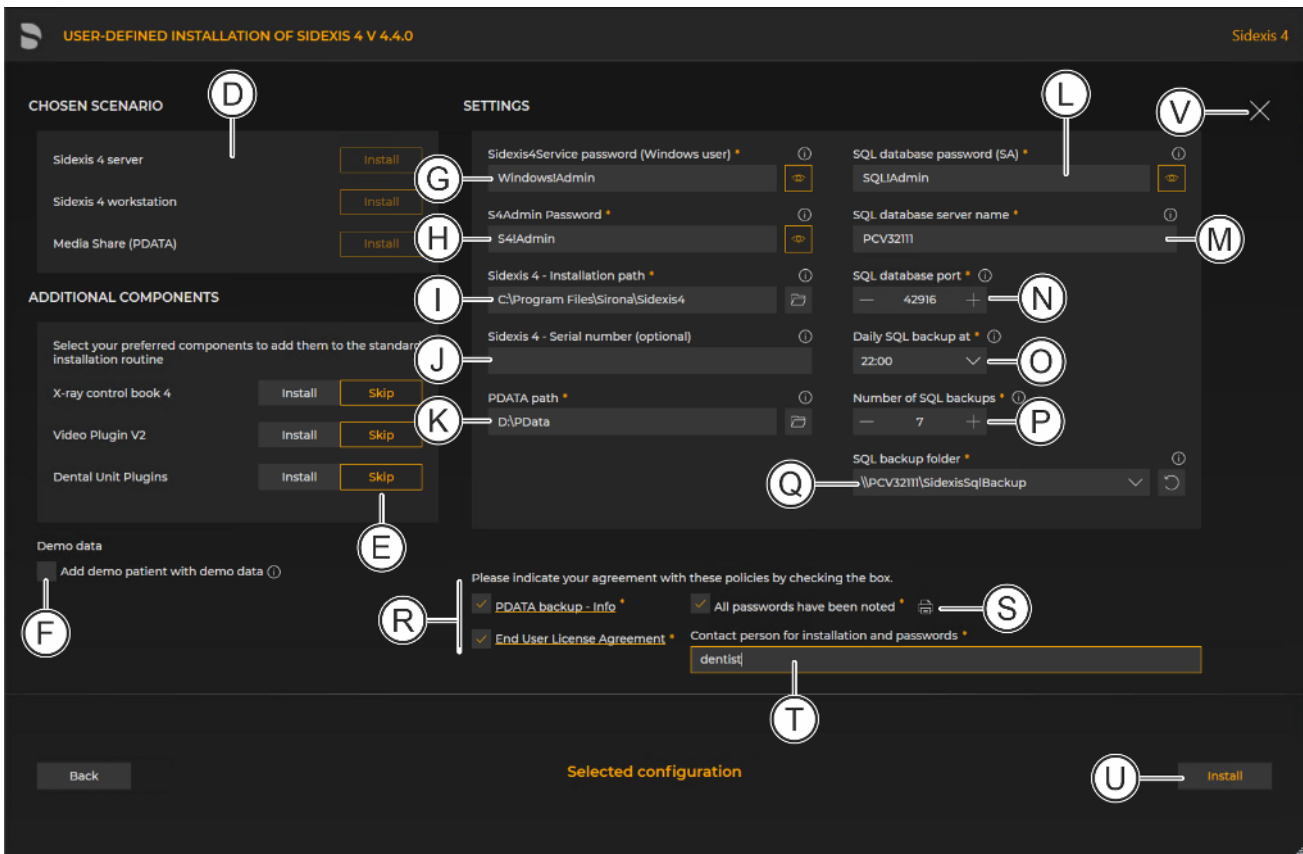 USER-DEFINED INSTALLATION OF SIDEXIS 4 V 4.4.0
Sidexis 4
CHOSEN SCENARIO
D
Sidexis 4 server
Install
Sidexis 4 workstation
Install
Media Share (PDATA)
Install
ADDITIONAL COMPONENTS
Select your preferred components to add them to the standard
installation routine
X-ray control book 4
Install
Skip
Video Plugin V2
Install
Skip
Dental Unit Plugins
Install
Skip
E
Demo data
Add demo patient with demo data
F
SETTINGS
L
V
Sidexis4Service password (Windows user) *
G
Windows!Admin
S4Admin Password *
H
S4!Admin
Sidexis 4 - Installation path *
I
C:\Program Files\Sirona\Sidexis4
Sidexis 4 - Serial number (optional)
J
PDATA path *
K
D:\PData
SQL database password (SA) *
SQL!Admin
SQL database server name *
PCV32111
M
SQL database port *
42916
N
Daily SQL backup at *
22:00
O
Number of SQL backups *
7
P
SQL backup folder *
Q
\\PCV32111\SidexisSqlBackup
Please indicate your agreement with these policies by checking the box.
R
PDATA backup - Info *
All passwords have been noted *
S
End User License Agreement *
Contact person for installation and passwords *
dentist
T
Back
Selected configuration
U
Install